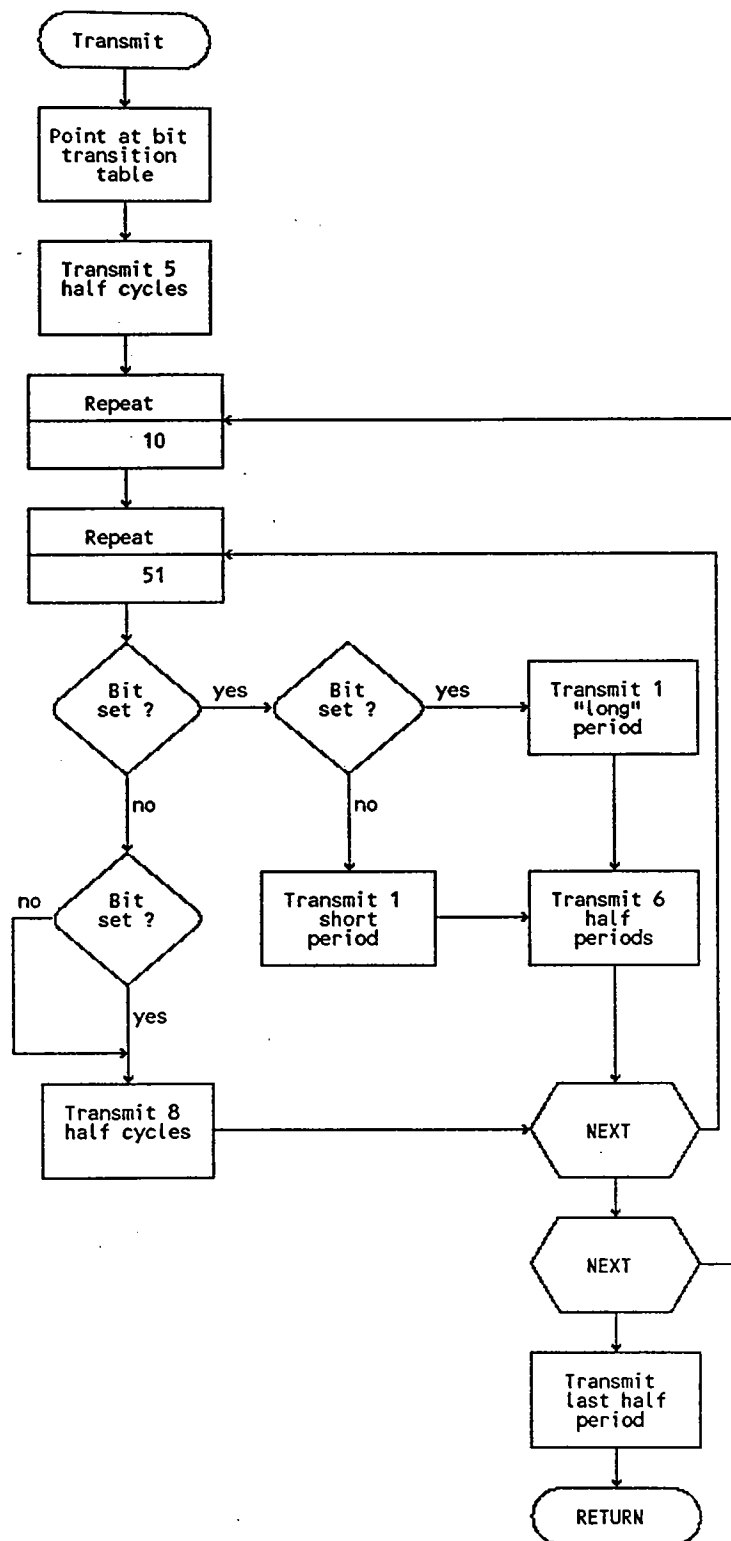 Transmit
Point at bit
transition
table
Transmit 5
half cycles
Repeat
10
Repeat
51
Bit
set ?
yes
Bit
set ?
yes
Transmit 1
"long"
period
no
no
Bit
set ?
no
Transmit 1
short
period
Transmit 6
half
periods
yes
Transmit 8
half cycles
NEXT
NEXT
Transmit
last half
period
RETURN